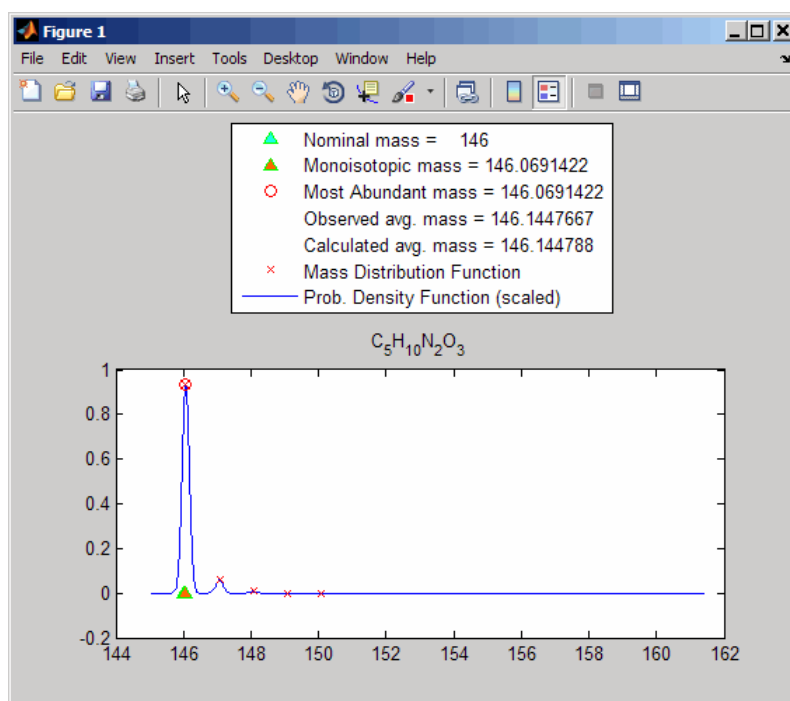 Figure 1
File Edit View Insert Tools Desktop Window Help
Nominal mass = 146
Monoisotopic mass = 146.0691422
Most Abundant mass = 146.0691422
Observed avg. mass = 146.1447667
Calculated avg. mass = 146.144788
Mass Distribution Function
Prob. Density Function (scaled)
C₅H₁₀N₂O₃
1
0.8
0.6
0.4
0.2
0
-0.2
144 146 148 150 152 154 156 158 160 162